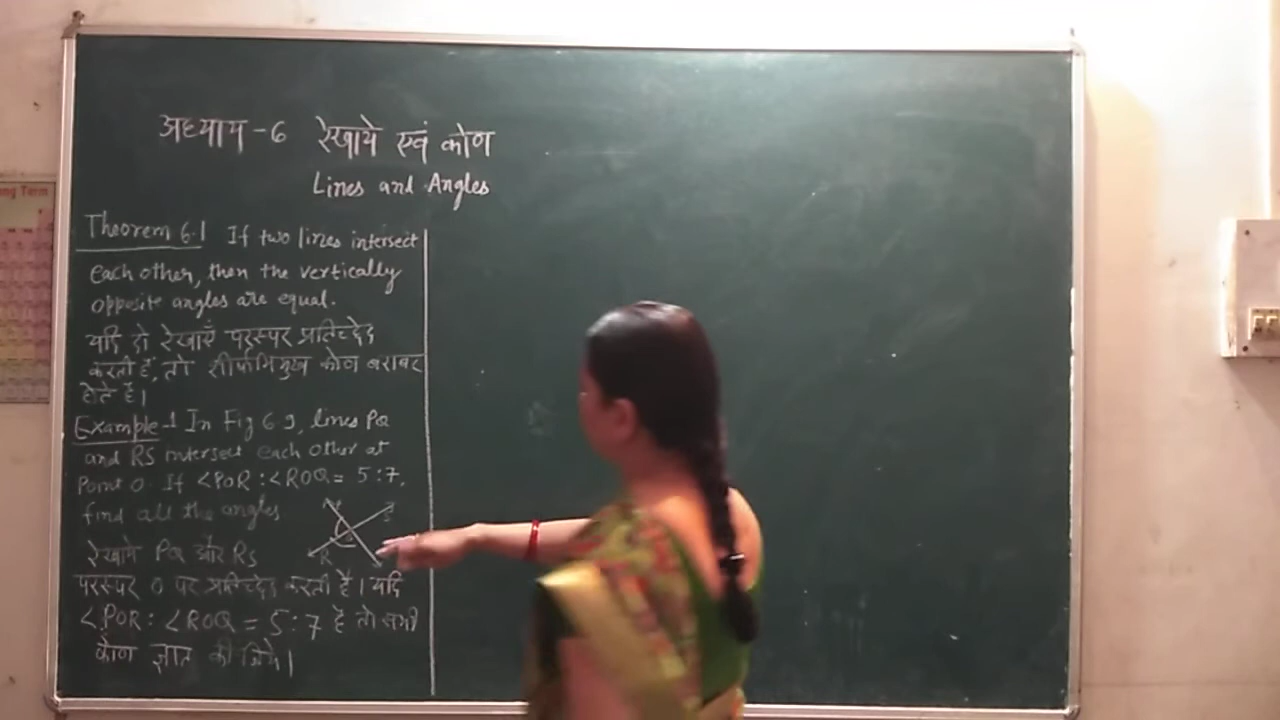 अध्याय-6 रेखाये एवं कोण
Lines and Angles
Theorem 6.1 If two lines intersect
each other, then the vertically
opposite angles are equal.
यदि दो रेखाएँ परस्पर प्रतिच्छेद
करती हैं, तो शीर्षाभिमुख कोण बराबर
होते हैं।
Example-1 In Fig 6 9, lines PQ
and RS intersect each other at
Point O. If <POR:<ROQ= 5:7,
find all the angles
S
R
रेखाये PQ और RS
परस्पर O पर प्रतिच्छेद करती हैं। यदि
<POR: <ROQ = 5:7 है तो सभी
कोण ज्ञात कीजिये।
ng Term